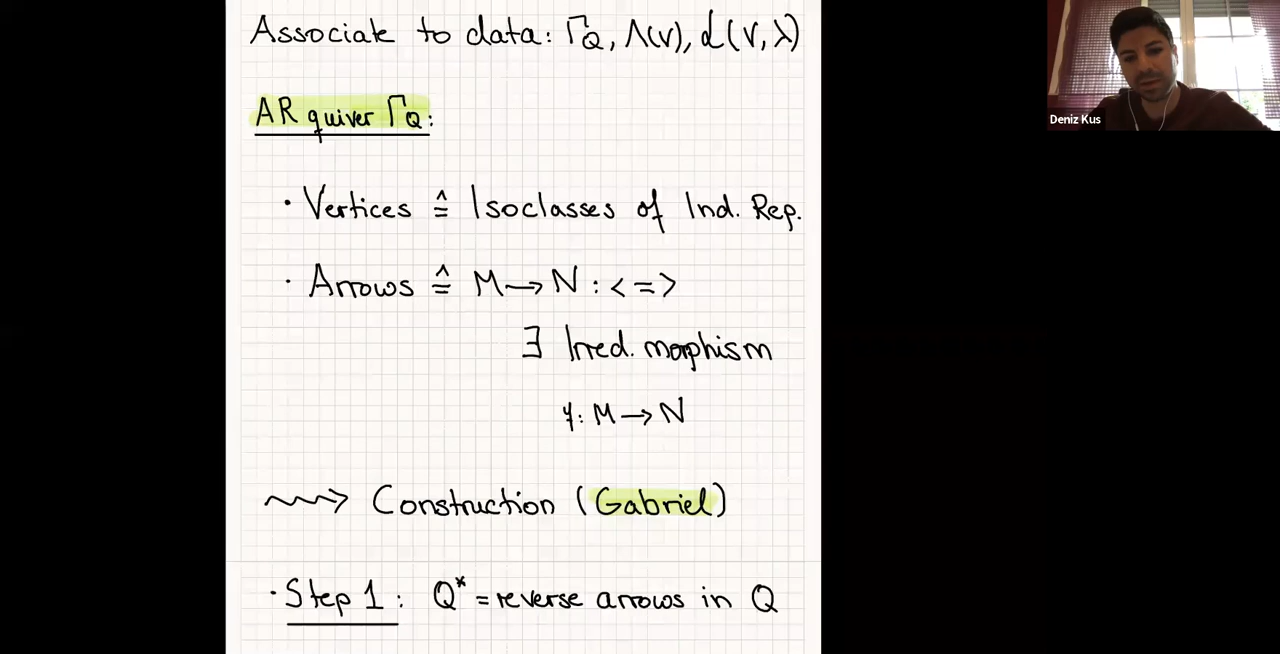 Associate to data: Γ_Q, Λ(v), d(v, λ)
AR quiver Γ_Q:
• Vertices ≙ Isoclasses of Ind. Rep.
• Arrows ≙ M → N : <=>
∃ Irred. morphism
φ: M → N
⇝ Construction (Gabriel)
• Step 1: Q* = reverse arrows in Q
Deniz Kus